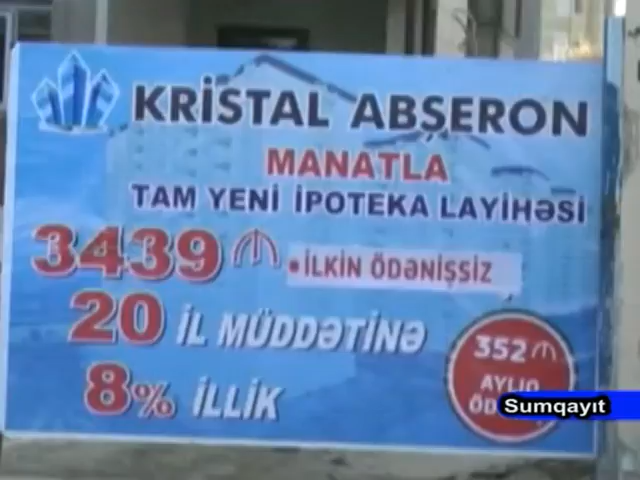 KRİSTAL ABŞERON
MANATLA
TAM YENİ İPOTEKA LAYİHƏSİ
3439 ₼ • İLKİN ÖDƏNİŞSİZ
20 İL MÜDDƏTİNƏ
8% İLLİK
352 ₼
AYLIQ
Sumqayıt